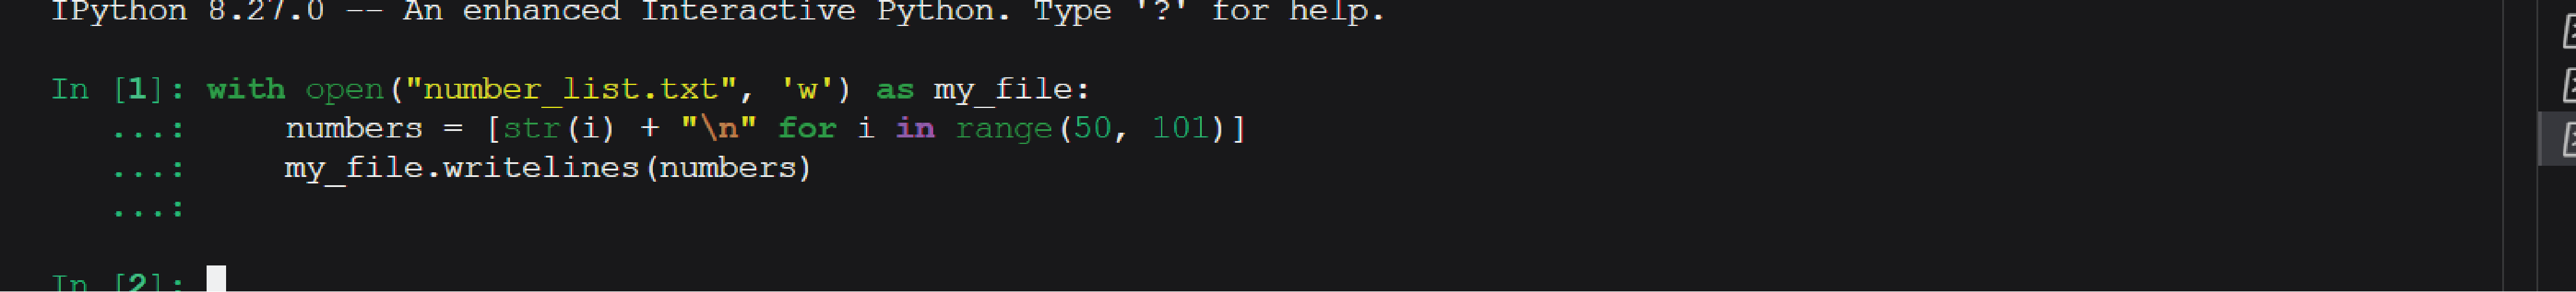 IPython 8.27.0 -- An enhanced Interactive Python. Type '?' for help.
In [1]: with open("number_list.txt", 'w') as my_file:
   ...:     numbers = [str(i) + "\n" for i in range(50, 101)]
   ...:     my_file.writelines(numbers)
   ...:
In [2]: